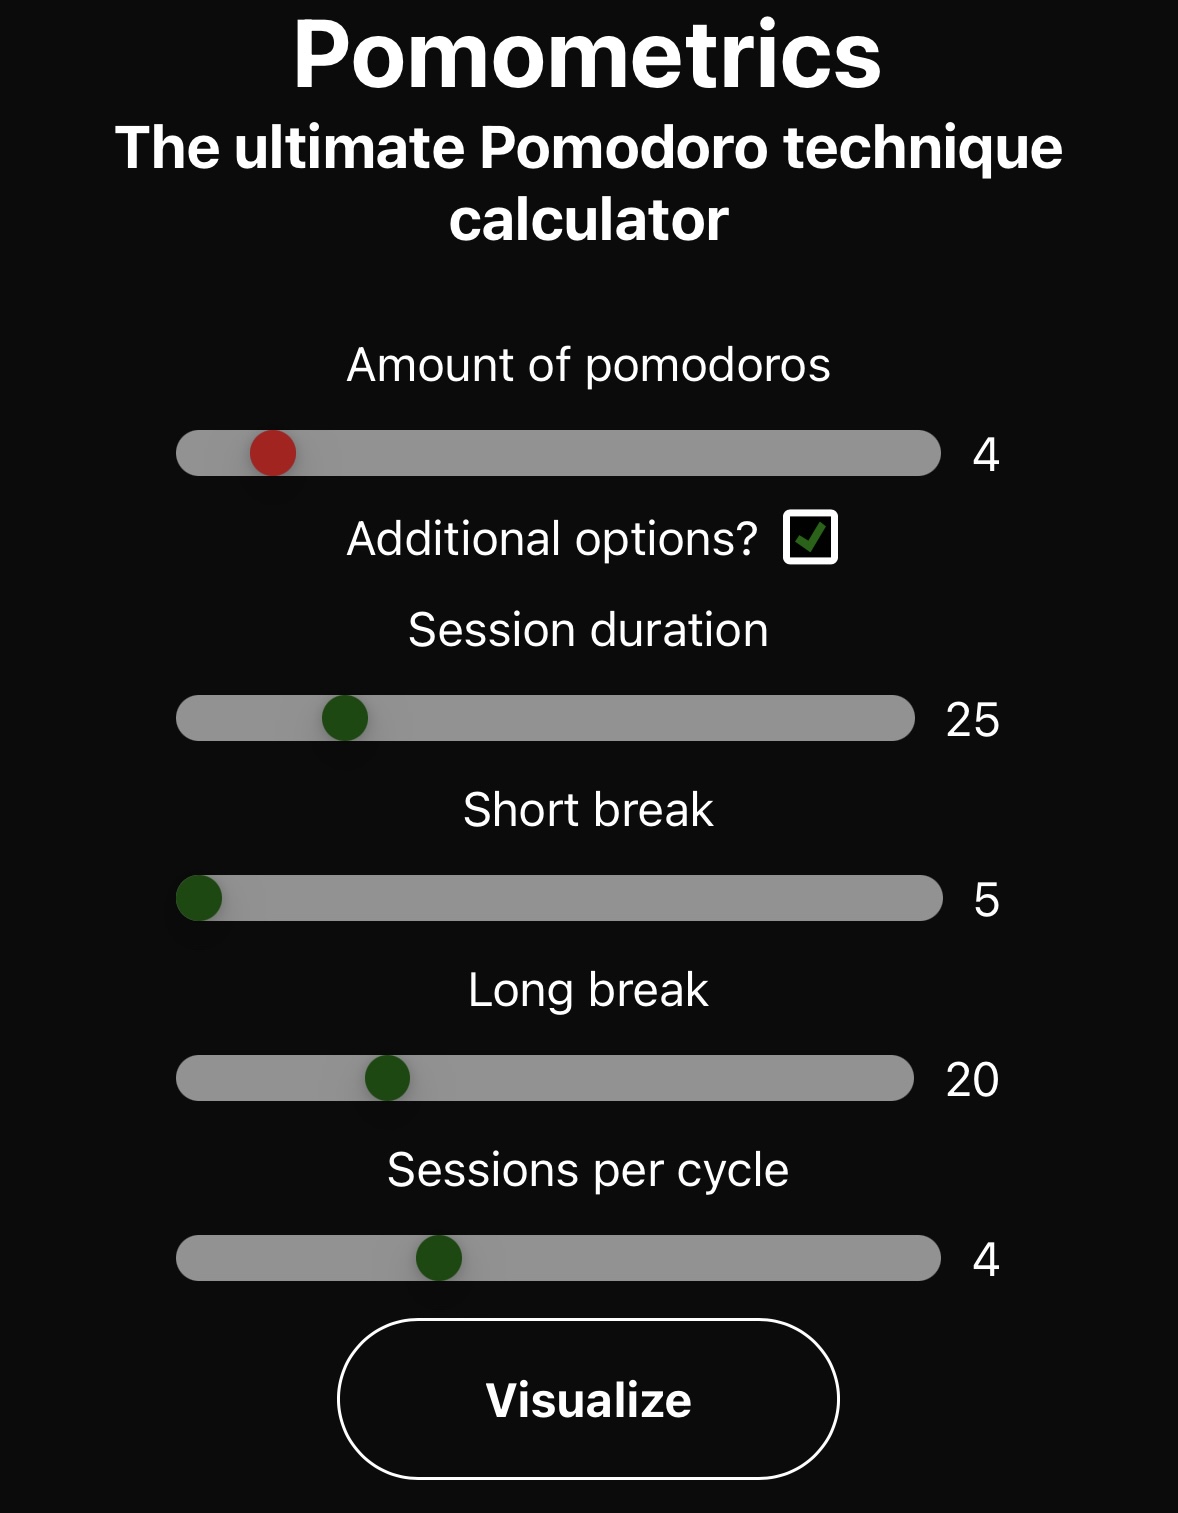 Pomometrics
The ultimate Pomodoro technique
calculator
Amount of pomodoros
4
Additional options?
Session duration
25
Short break
5
Long break
20
Sessions per cycle
4
Visualize